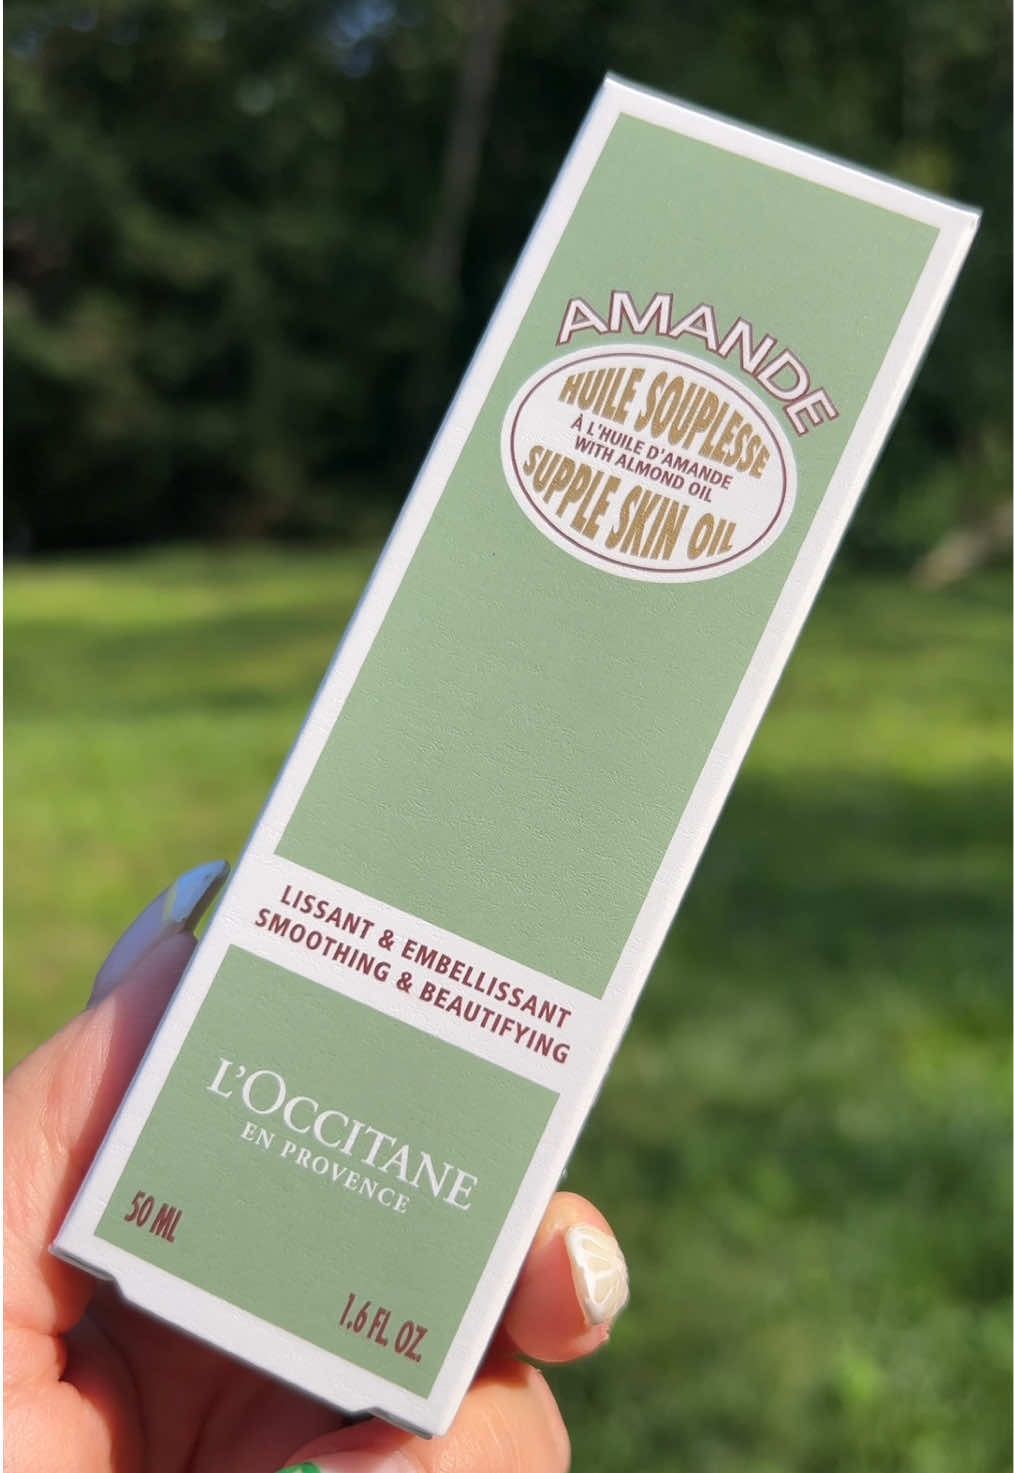 AMANDE
HUILE SOUPLESSE
À L'HUILE D'AMANDE
WITH ALMOND OIL
SUPPLE SKIN OIL
LISSANT & EMBELLISSANT
SMOOTHING & BEAUTIFYING
L'OCCITANE
EN PROVENCE
50 ML
1.6 FL. OZ.